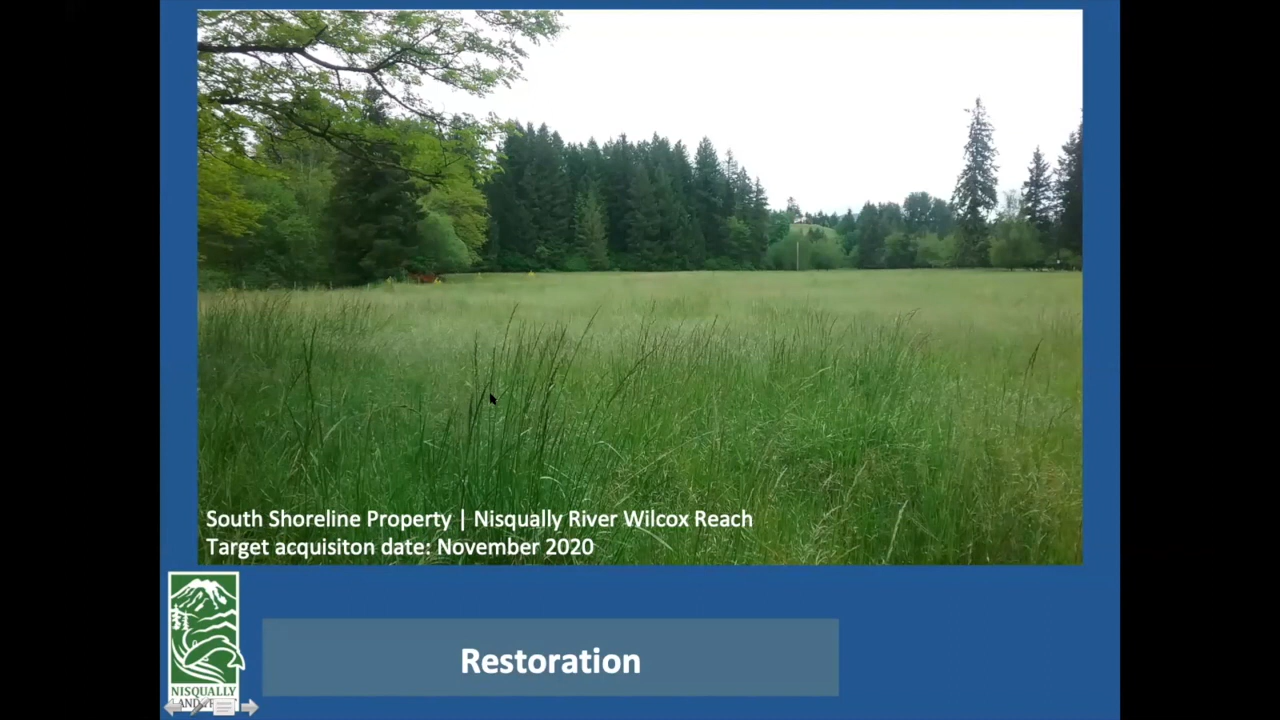 South Shoreline Property | Nisqually River Wilcox Reach
Target acquisiton date: November 2020
NISQUALLY
Restoration